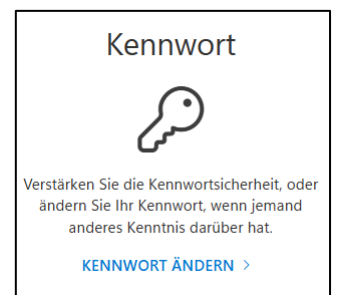 Kennwort
Verstärken Sie die Kennwortsicherheit, oder
ändern Sie Ihr Kennwort, wenn jemand
anderes Kenntnis darüber hat.
KENNWORT ÄNDERN >